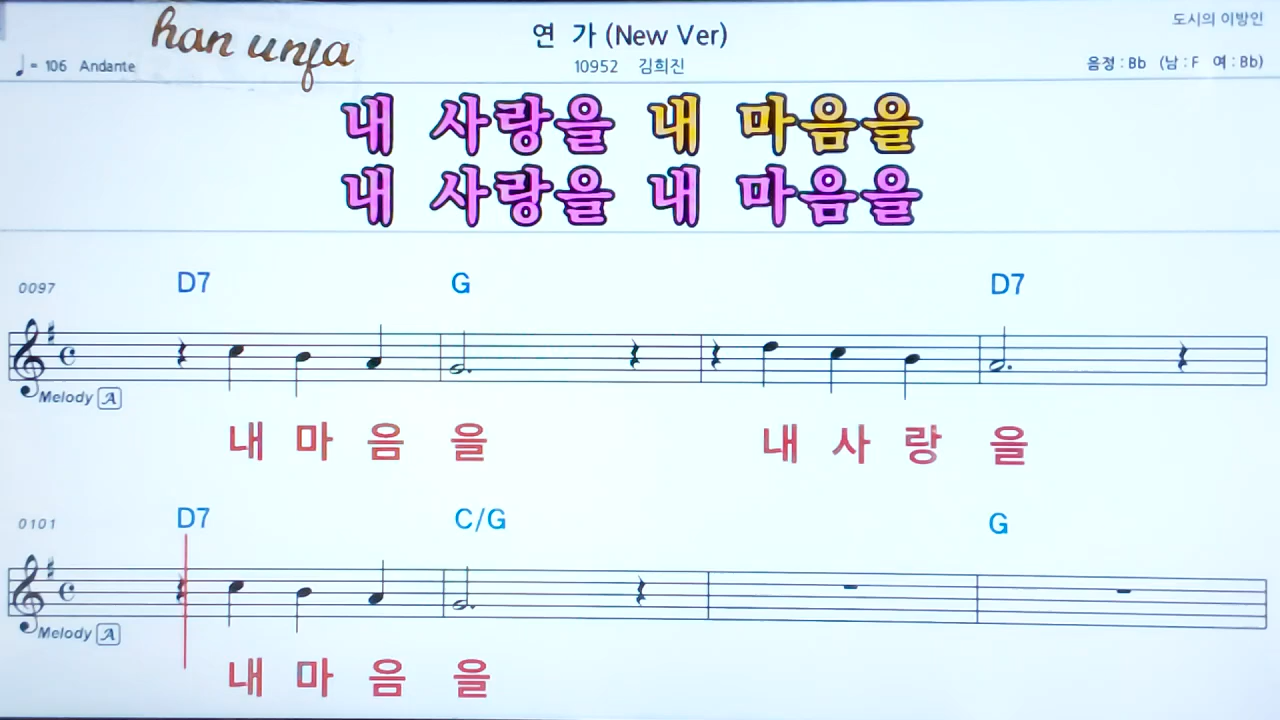 han unfa
연 가 (New Ver)
도시의 이방인
♩= 106 Andante
10952 김희진
음정 : Bb (남 : F 여 : Bb)
내 사랑을 내 마음을
내 사랑을 내 마음을
0097 D7 G D7
Melody A
내 마 음 을 내 사 랑 을
0101 D7 C/G G
Melody A
내 마 음 을